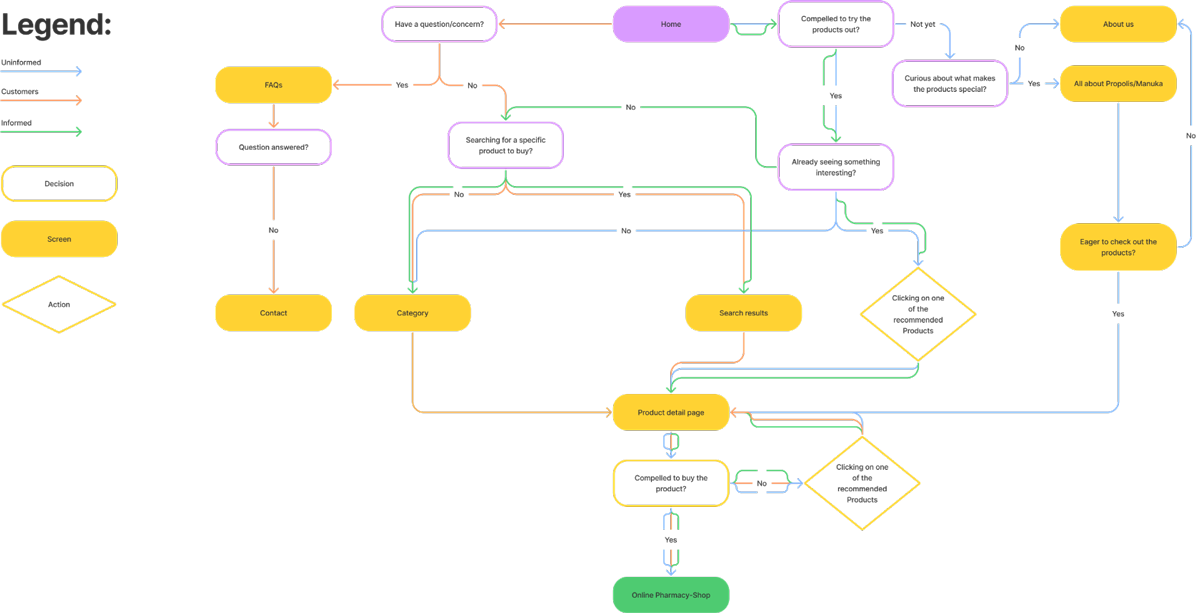 Legend:
Uninformed
Customers
Informed
Decision
Screen
Action
Have a question/concern?
Home
Compelled to try the
products out?
Not yet
About us
No
Curious about what makes
the products special?
Yes
All about Propolis/Manuka
FAQs
Yes
No
Yes
No
No
Question answered?
Searching for a specific
product to buy?
Already seeing something
interesting?
No
Yes
No
No
Yes
Eager to check out the
products?
Contact
Category
Search results
Clicking on one
of the
recommended
Products
Yes
Product detail page
Compelled to buy the
product?
No
Clicking on one
of the
recommended
Products
Yes
Online Pharmacy-Shop